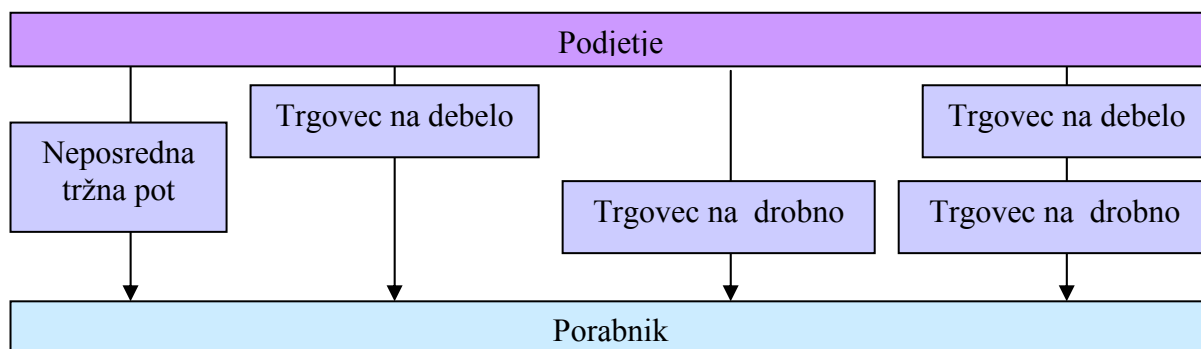 Podjetje
Trgovec na debelo
Trgovec na debelo
Neposredna
tržna pot
Trgovec na drobno
Trgovec na drobno
Porabnik